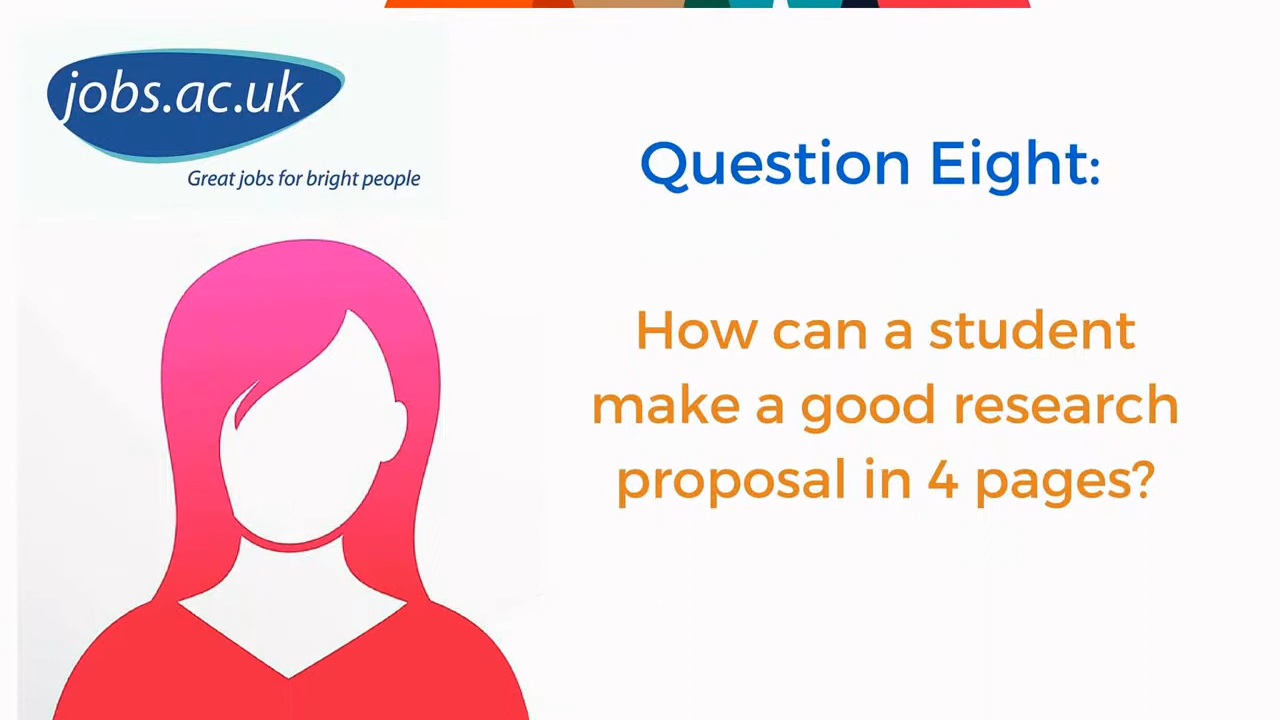 jobs.ac.uk
Great jobs for bright people
Question Eight:
How can a student
make a good research
proposal in 4 pages?